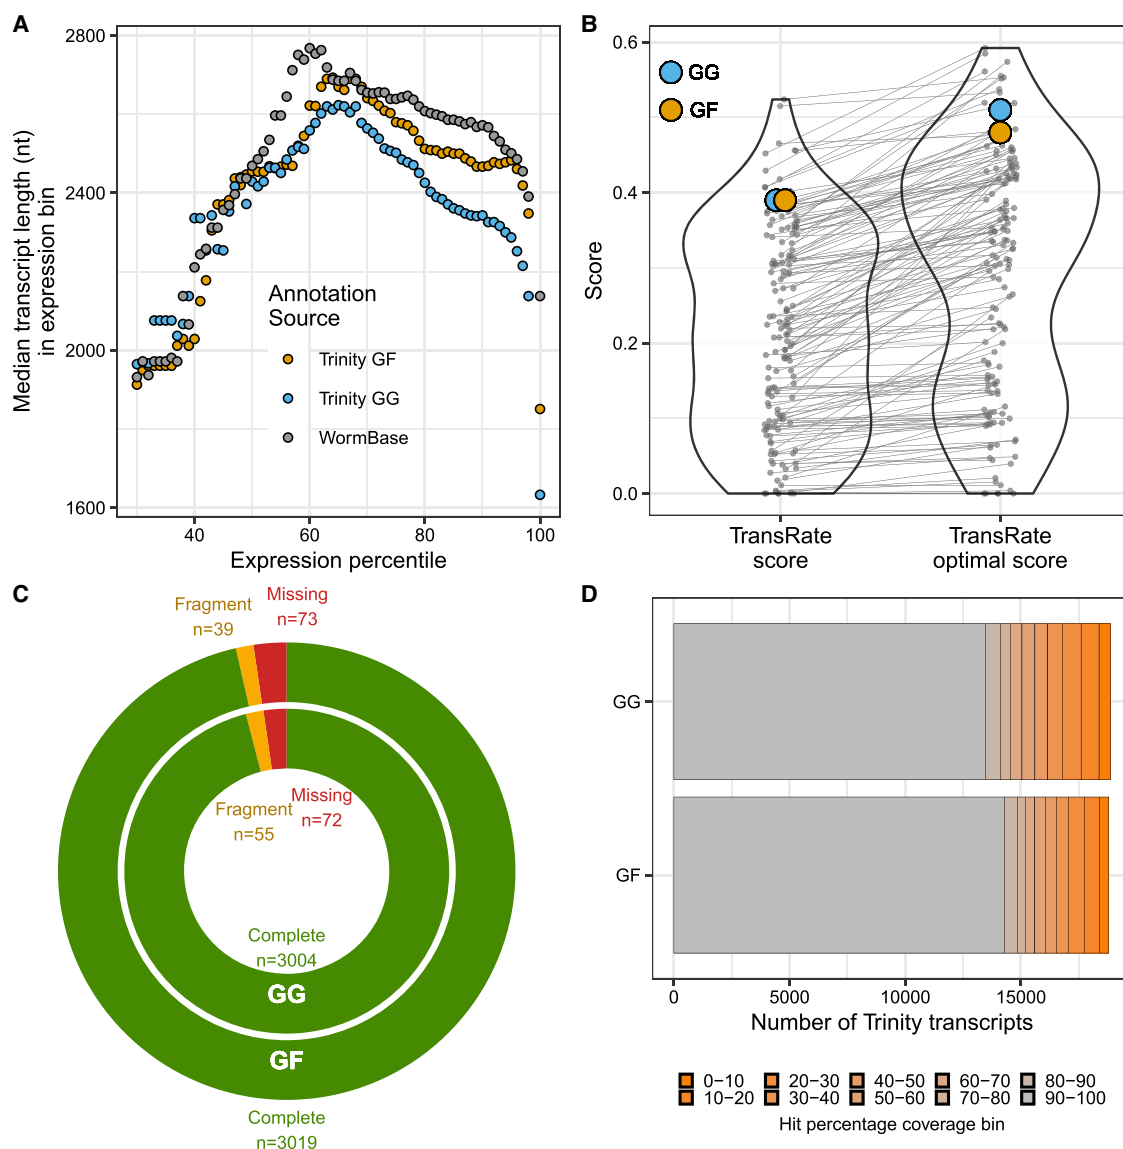 A
2800
2400
2000
1600
Median transcript length (nt)
in expression bin
Annotation
Source
Trinity GF
Trinity GG
WormBase
40
60
80
100
Expression percentile
B
0.6
0.4
0.2
0.0
Score
GG
GF
TransRate
score
TransRate
optimal score
C
Fragment
n=39
Missing
n=73
Fragment
n=55
Missing
n=72
Complete
n=3004
GG
GF
Complete
n=3019
D
GG
GF
0
5000
10000
15000
Number of Trinity transcripts
0−10
20−30
40−50
60−70
80−90
10−20
30−40
50−60
70−80
90−100
Hit percentage coverage bin